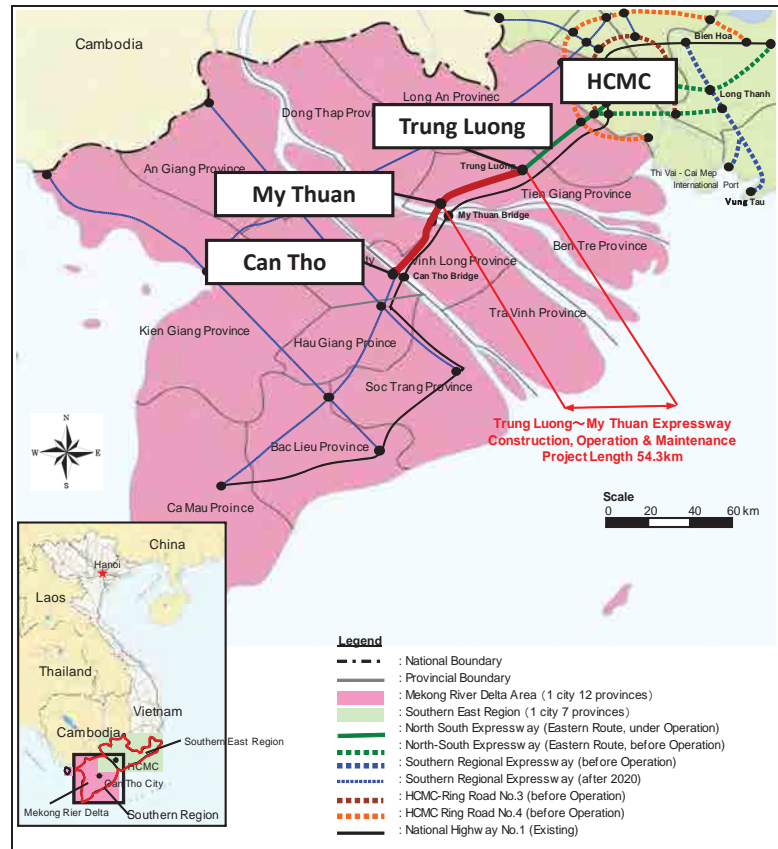 Cambodia
Bien Hoa
HCMC
Long An Provinec
Long Thanh
Dong Thap Provi
Trung Luong
Trung Luong
Thi Vai - Cai Mep
International Port
An Giang Province
Vung Tau
My Thuan
Tien Giang Province
My Thuan Bridge
Ben Tre Province
Can Tho
ty
Vinh Long Province
Can Tho Bridge
Tra Vinh Province
Kien Giang Province
Hau Giang Proince
Soc Trang Province
Trung Luong～My Thuan Expressway
Construction, Operation & Maintenance
Project Length 54.3km
N
W E
S
Bac Lieu Province
Scale
0 20 40 60 km
Ca Mau Proince
China
Hanoi
Laos
Thailand
Vietnam
Cambodia
Southern East Region
HCMC
Can Tho City
Mekong Rier Delta
Southern Region
Legend
: National Boundary
: Provincial Boundary
: Mekong River Delta Area (1 city 12 provinces)
: Southern East Region (1 city 7 provinces)
: North South Expressway (Eastern Route, under Operation)
: North-South Expressway (Eastern Route, before Operation)
: Southern Regional Expressway (before Operation)
: Southern Regional Expressway (after 2020)
: HCMC-Ring Road No.3 (before Operation)
: HCMC Ring Road No.4 (before Operation)
: National Highway No.1 (Existing)